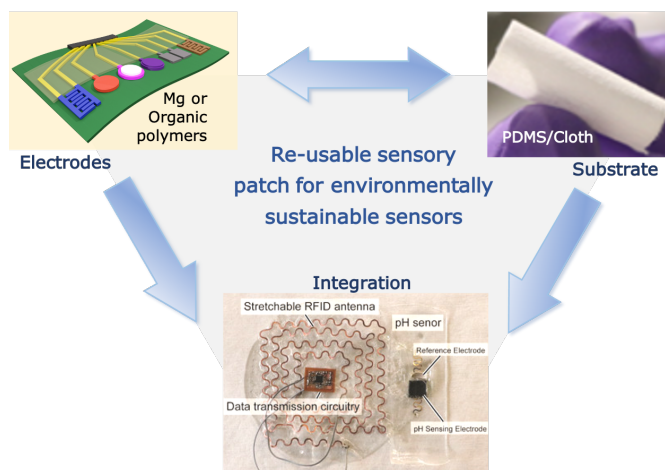 Mg or
Organic
polymers
Electrodes
PDMS/Cloth
Substrate
Re-usable sensory
patch for environmentally
sustainable sensors
Integration
Stretchable RFID antenna
pH senor
Reference Electrode
Data transmission circuitry
pH Sensing Electrode